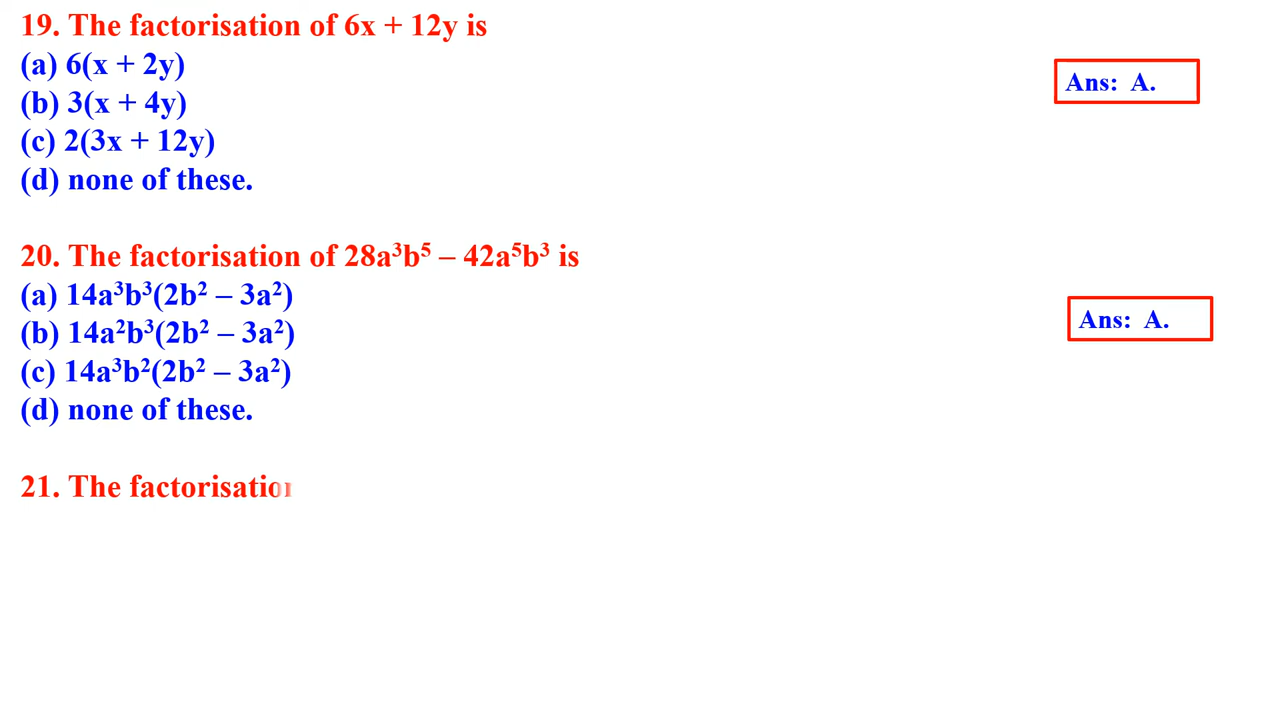 19. The factorisation of 6x + 12y is
(a) 6(x + 2y)
Ans: A.
(b) 3(x + 4y)
(c) 2(3x + 12y)
(d) none of these.
20. The factorisation of 28a³b⁵ – 42a⁵b³ is
(a) 14a³b³(2b² – 3a²)
Ans: A.
(b) 14a²b³(2b² – 3a²)
(c) 14a³b²(2b² – 3a²)
(d) none of these.
21. The factorisation